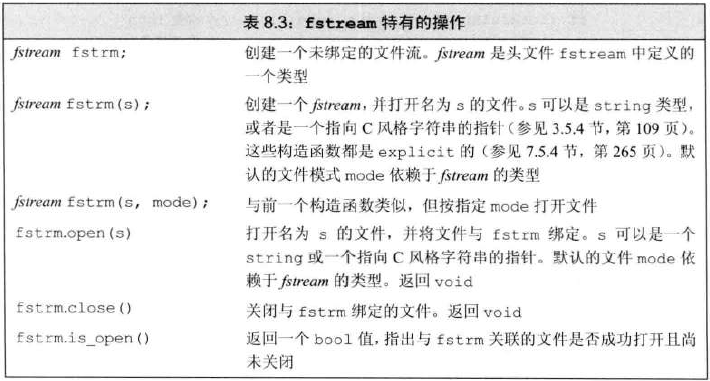 表 8.3：fstream 特有的操作
fstream fstrm; 创建一个未绑定的文件流。fstream 是头文件 fstream 中定义的
一个类型
fstream fstrm(s); 创建一个 fstream，并打开名为 s 的文件。s 可以是 string 类型，
或者是一个指向 C 风格字符串的指针（参见 3.5.4 节，第 109 页）。
这些构造函数都是 explicit 的（参见 7.5.4 节，第 265 页）。默
认的文件模式 mode 依赖于 fstream 的类型
fstream fstrm(s, mode); 与前一个构造函数类似，但按指定 mode 打开文件
fstrm.open(s) 打开名为 s 的文件，并将文件与 fstrm 绑定。s 可以是一个
string 或一个指向 C 风格字符串的指针。默认的文件 mode 依
赖于 fstream 的类型。返回 void
fstrm.close() 关闭与 fstrm 绑定的文件。返回 void
fstrm.is_open() 返回一个 bool 值，指出与 fstrm 关联的文件是否成功打开且尚
未关闭